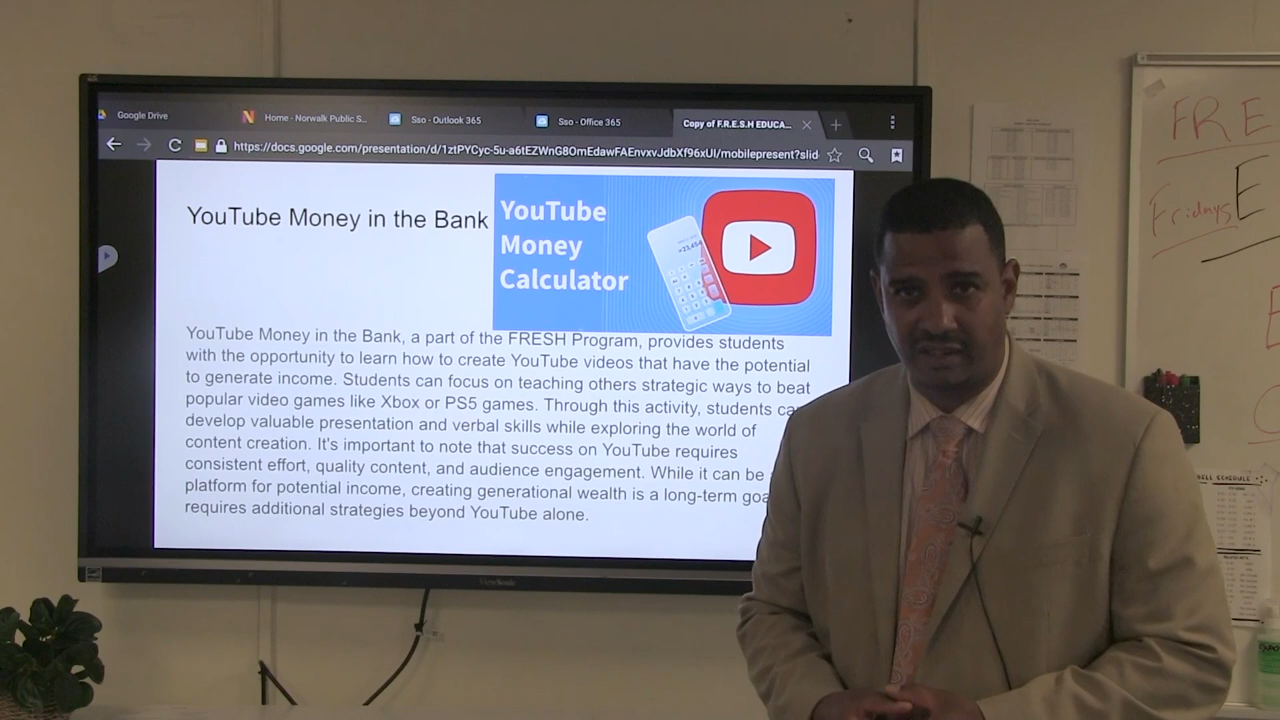 Google Drive
Home - Norwalk Public S...
Sso - Outlook 365
Sso - Office 365
Copy of F.R.E.S.H EDUCA...
https://docs.google.com/presentation/d/1ztPYCyc-5u-a6tEZWnG8OmEdawFAEnvxvJdbXf96xUI/mobilepresent?slid
YouTube Money in the Bank
YouTube
Money
Calculator
YouTube Money in the Bank, a part of the FRESH Program, provides students
with the opportunity to learn how to create YouTube videos that have the potential
to generate income. Students can focus on teaching others strategic ways to beat
popular video games like Xbox or PS5 games. Through this activity, students ca
develop valuable presentation and verbal skills while exploring the world of
content creation. It's important to note that success on YouTube requires
consistent effort, quality content, and audience engagement. While it can be
platform for potential income, creating generational wealth is a long-term goa
requires additional strategies beyond YouTube alone.
ViewSonic
FRE
Fridays E
E
C
ELL SCHEDULE
EXPO